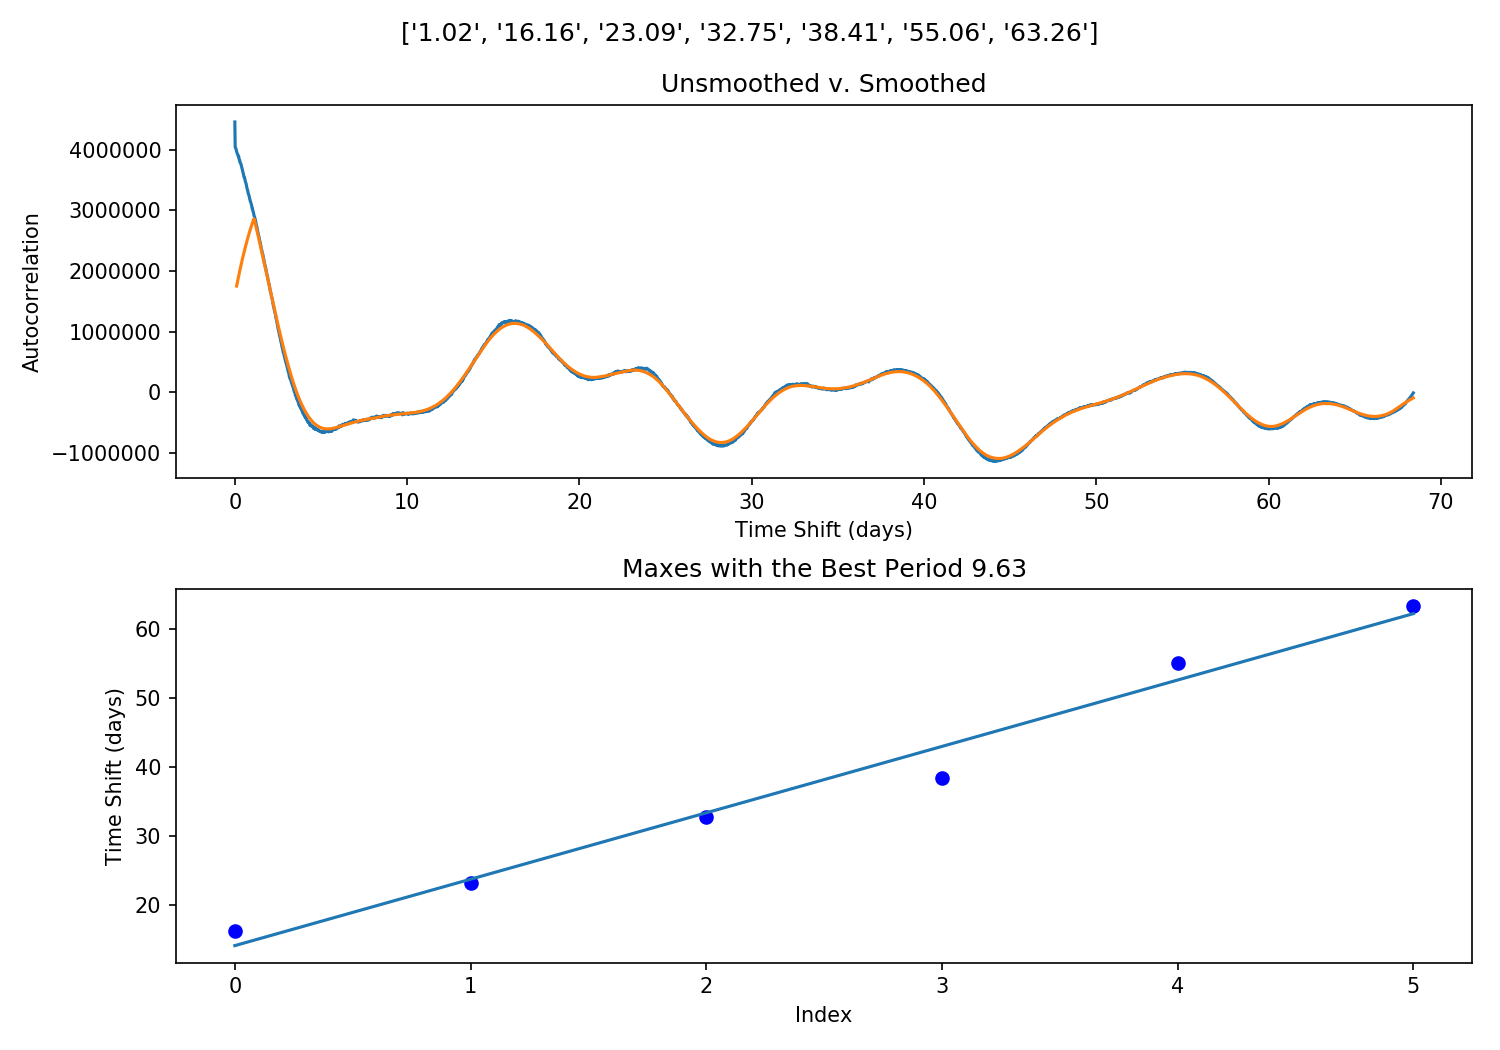 ['1.02', '16.16', '23.09', '32.75', '38.41', '55.06', '63.26']
Unsmoothed v. Smoothed
Autocorrelation
4000000
3000000
2000000
1000000
0
−1000000
0 10 20 30 40 50 60 70
Time Shift (days)
Maxes with the Best Period 9.63
Time Shift (days)
60
50
40
30
20
0 1 2 3 4 5
Index